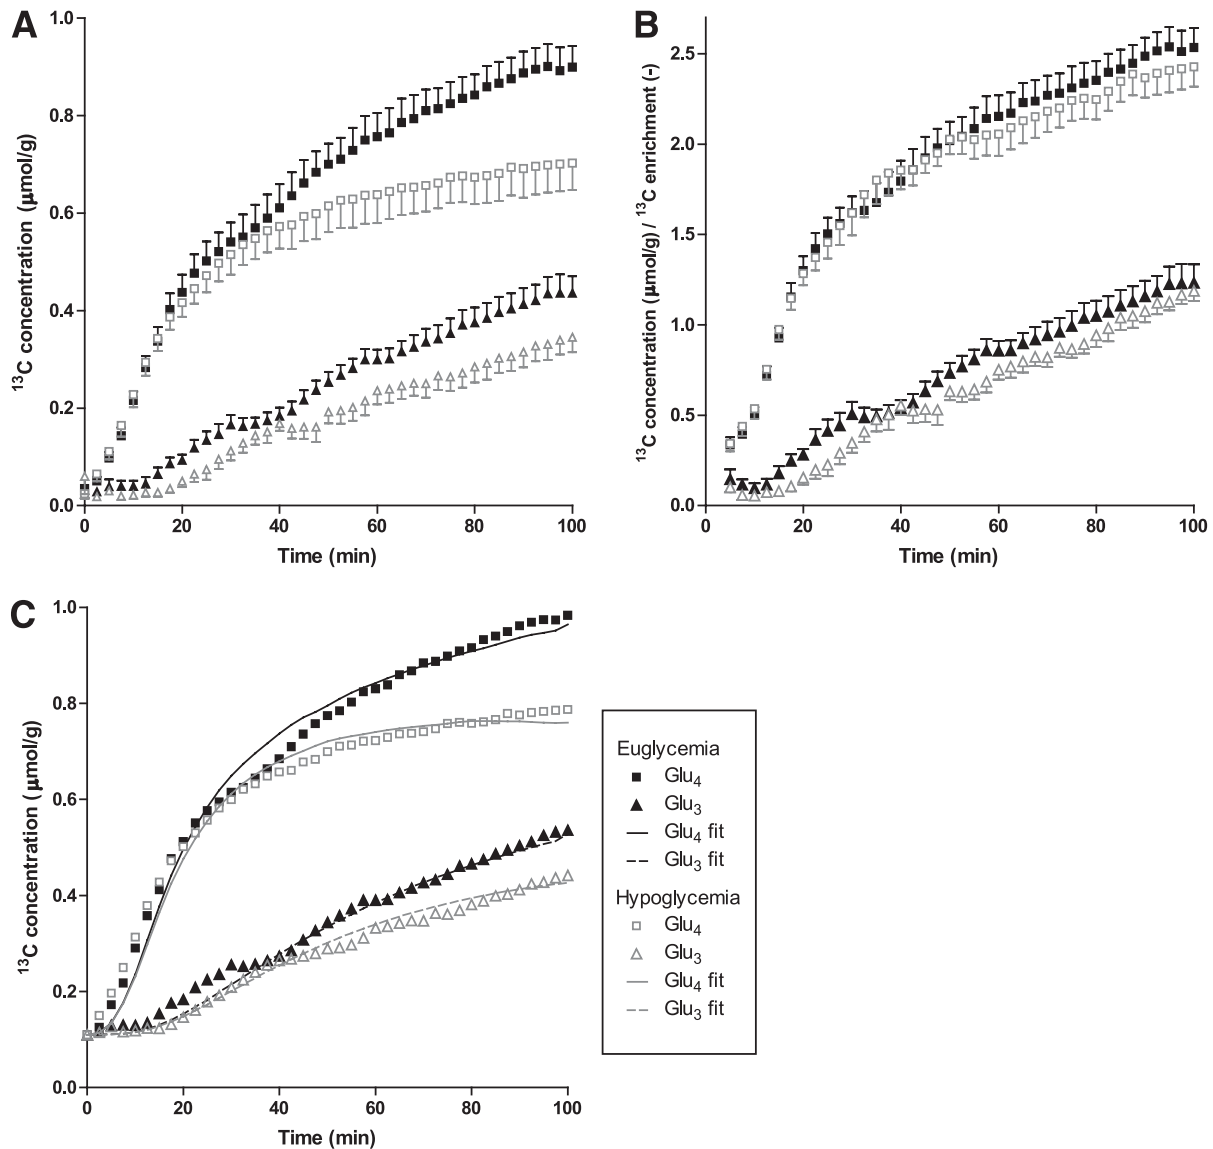 A
1.0
0.8
0.6
0.4
0.2
0.0
¹³C concentration (μmol/g)
0 20 40 60 80 100
Time (min)
B
2.5
2.0
1.5
1.0
0.5
0.0
¹³C concentration (μmol/g) / ¹³C enrichment (-)
0 20 40 60 80 100
Time (min)
C
1.0
0.8
0.6
0.4
0.2
0.0
¹³C concentration (μmol/g)
0 20 40 60 80 100
Time (min)
Euglycemia
Glu₄
Glu₃
Glu₄ fit
Glu₃ fit
Hypoglycemia
Glu₄
Glu₃
Glu₄ fit
Glu₃ fit